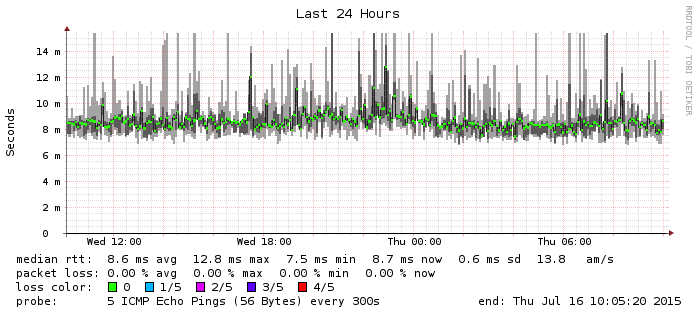 Last 24 Hours
RRDTOOL / TOBI OETIKER
Seconds
14 m
12 m
10 m
8 m
6 m
4 m
2 m
0
Wed 12:00 Wed 18:00 Thu 00:00 Thu 06:00
median rtt: 8.6 ms avg 12.8 ms max 7.5 ms min 8.7 ms now 0.6 ms sd 13.8 am/s
packet loss: 0.00 % avg 0.00 % max 0.00 % min 0.00 % now
loss color: 0 1/5 2/5 3/5 4/5
probe: 5 ICMP Echo Pings (56 Bytes) every 300s end: Thu Jul 16 10:05:20 2015